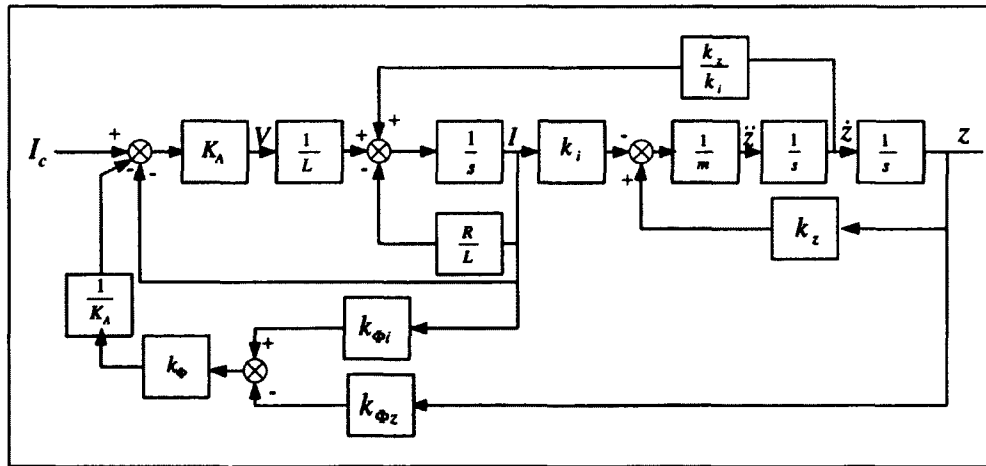 k_z
k_i
+ +
I_c + - - K_A V 1/L + - 1/s I k_i - + 1/m z̈ 1/s ż 1/s z
R/L
k_z
1/K_A
k_Φi
+
k_Φ
-
k_Φz